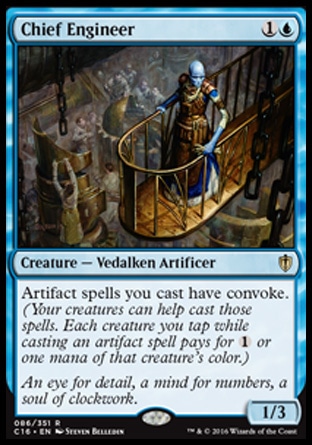 Chief Engineer 1
Creature — Vedalken Artificer
Artifact spells you cast have convoke.
(Your creatures can help cast those
spells. Each creature you tap while
casting an artifact spell pays for 1 or
one mana of that creature's color.)
An eye for detail, a mind for numbers, a
soul of clockwork.
1/3
086/351 R
C16 • EN Steven Belledin
™ & © 2016 Wizards of the Coast